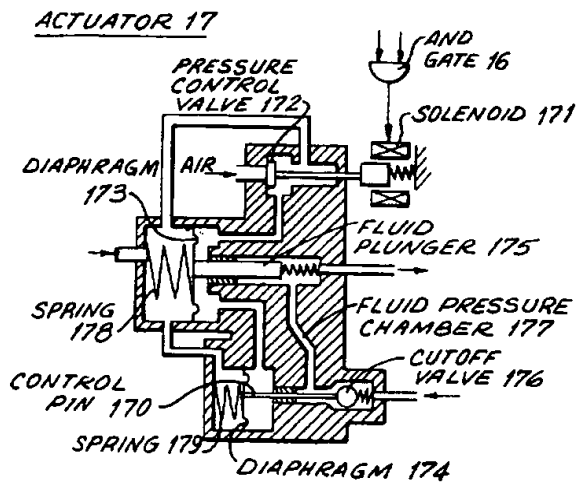 ACTUATOR 17
AND
GATE 16
PRESSURE
CONTROL
VALVE 172
SOLENOID 171
DIAPHRAGM
173
AIR
FLUID
PLUNGER 175
SPRING
178
FLUID PRESSURE
CHAMBER 177
CUTOFF
VALVE 176
CONTROL
PIN 170
SPRING 179
DIAPHRAGM 174